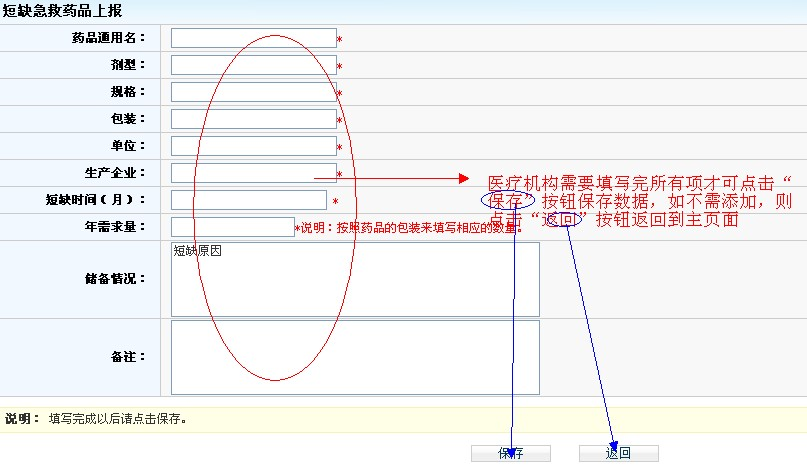 短缺急救药品上报
药品通用名：
*
剂型：
*
规格：
*
包装：
*
单位：
*
生产企业：
*
医疗机构需要填写完所有项才可点击“
保存”按钮保存数据，如不需添加，则
点击“返回”按钮返回到主页面
短缺时间（月）：
*
年需求量：
*说明：按照药品的包装来填写相应的数量。
储备情况：
短缺原因
备注：
说明： 填写完成以后请点击保存。
保存 返回